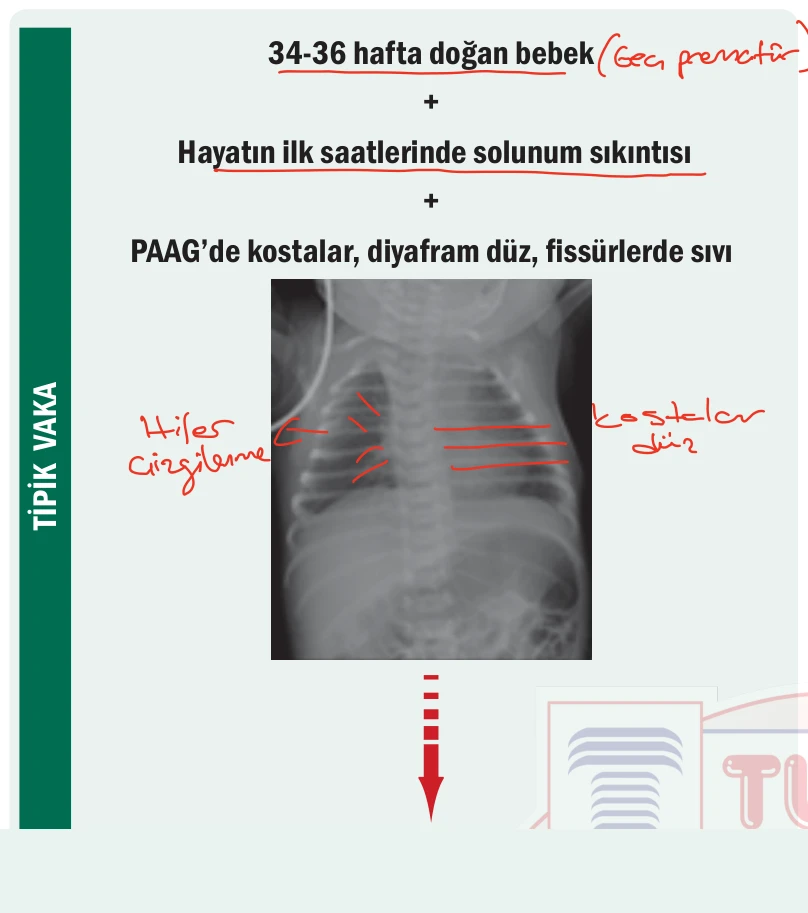 34-36 hafta doğan bebek (Geç prematür)
+
Hayatın ilk saatlerinde solunum sıkıntısı
+
PAAG’de kostalar, diyafram düz, fissürlerde sıvı
TİPİK VAKA
Hiler
Çizgilenme
kostalar
düz
TU